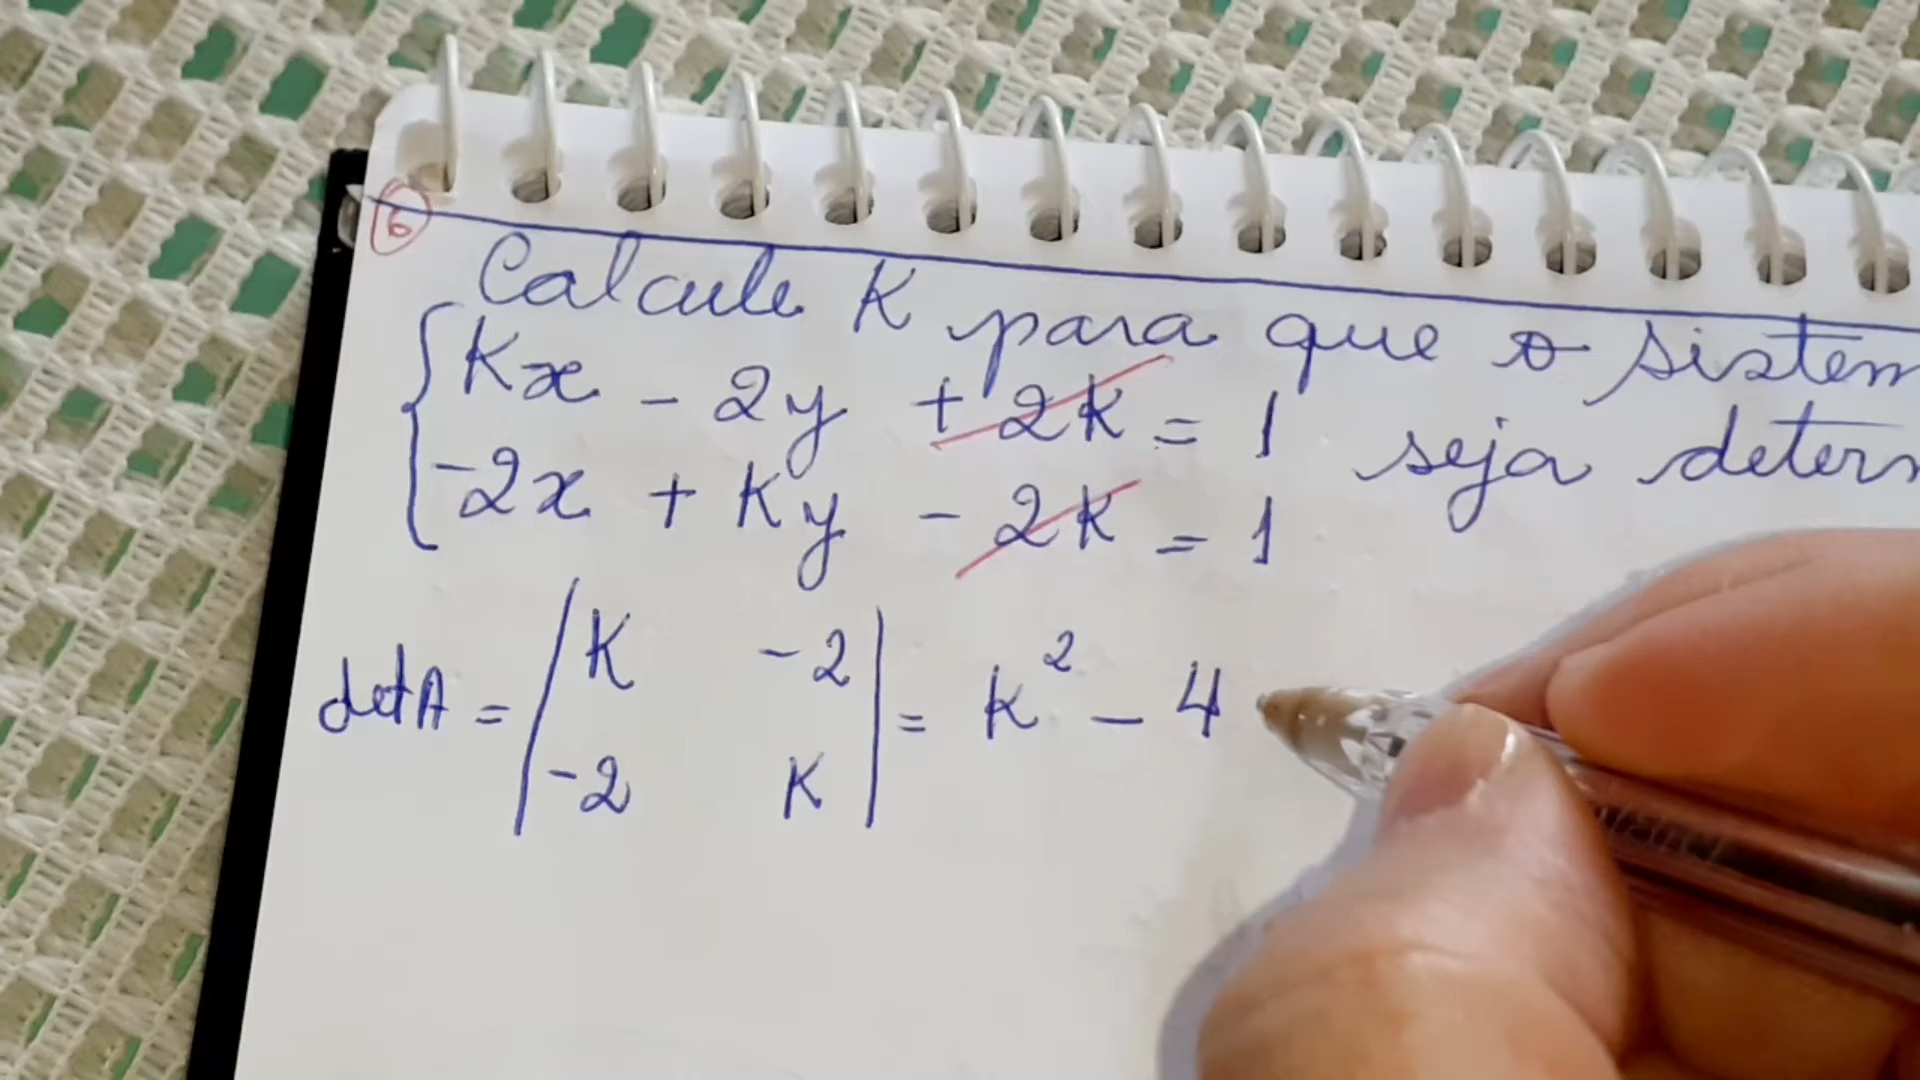 6
Calcule K para que o sistem
Kx - 2y + 2K = 1 seja deter
-2x + Ky - 2K = 1
detA = | K -2 | = K² - 4
-2 K